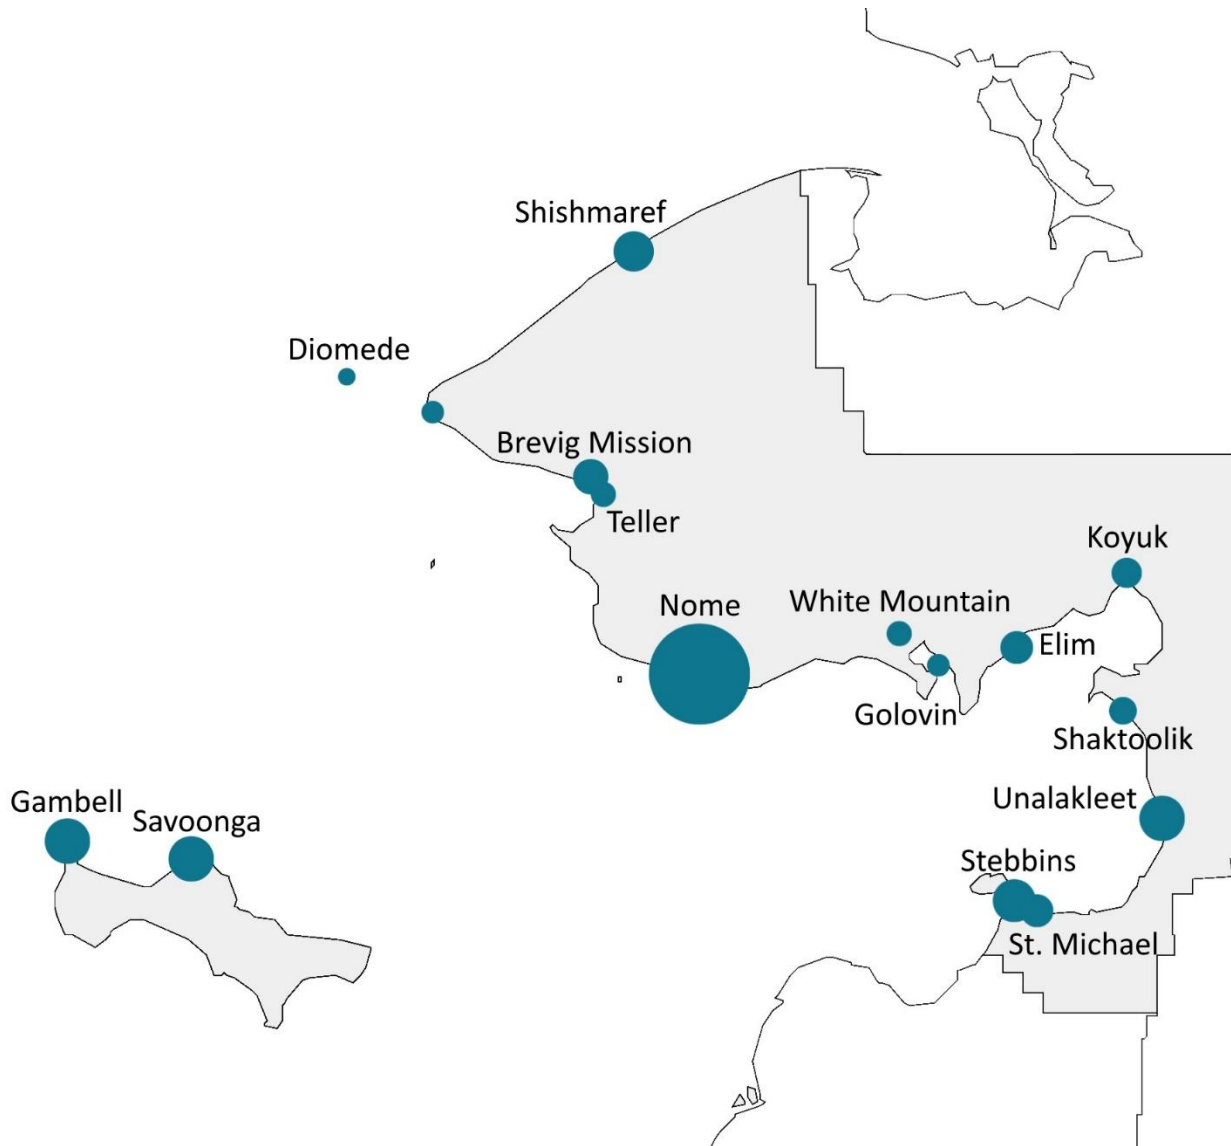 Shishmaref
Diomede
Brevig Mission
Teller
Koyuk
White Mountain
Nome
Elim
Golovin
Shaktoolik
Unalakleet
Gambell
Savoonga
Stebbins
St. Michael